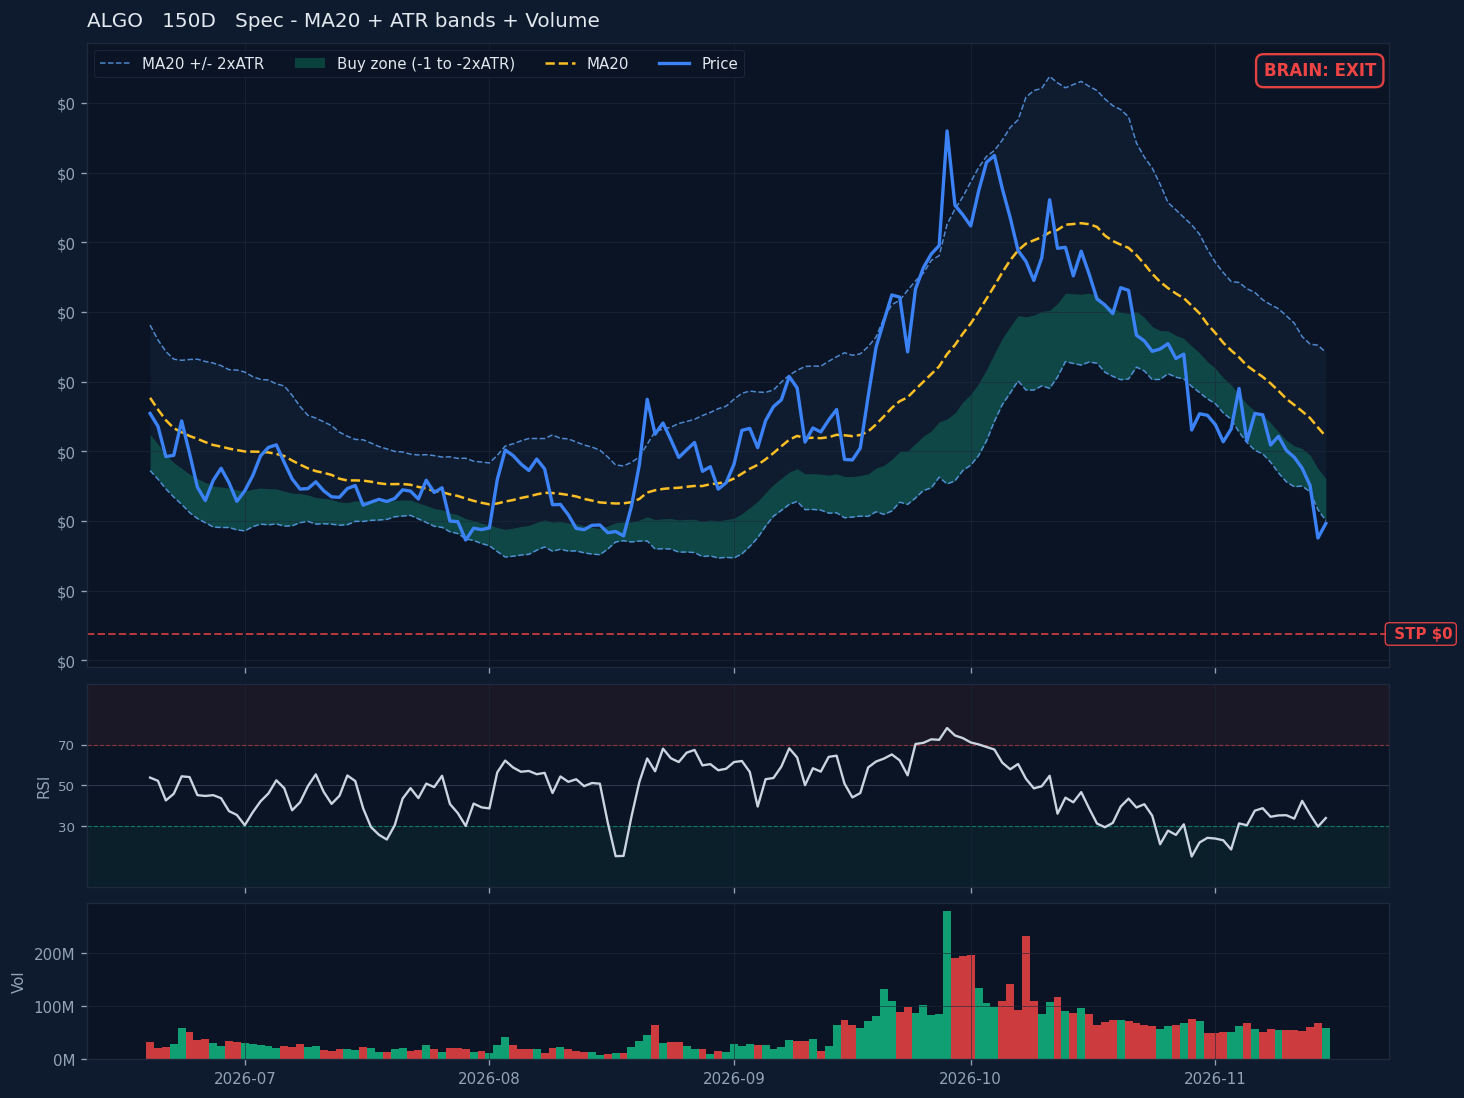 ALGO   150D   Spec - MA20 + ATR bands + Volume
MA20 +/- 2xATR
Buy zone (-1 to -2xATR)
MA20
Price
BRAIN: EXIT
$0
$0
$0
$0
$0
$0
$0
$0
$0
STP $0
RSI
70
50
30
Vol
200M
100M
0M
2026-07
2026-08
2026-09
2026-10
2026-11